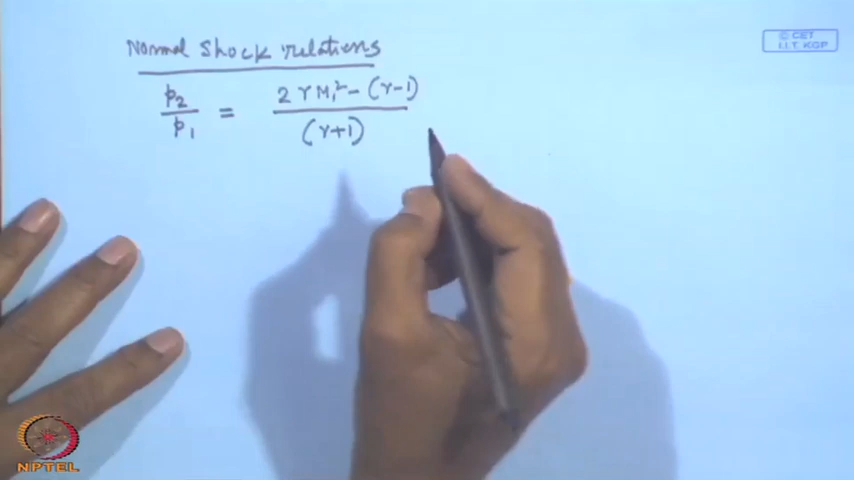 Normal Shock relations
p₂/p₁ = (2γM₁² - (γ-1))/(γ+1)
© CET
I.I.T. KGP
NPTEL